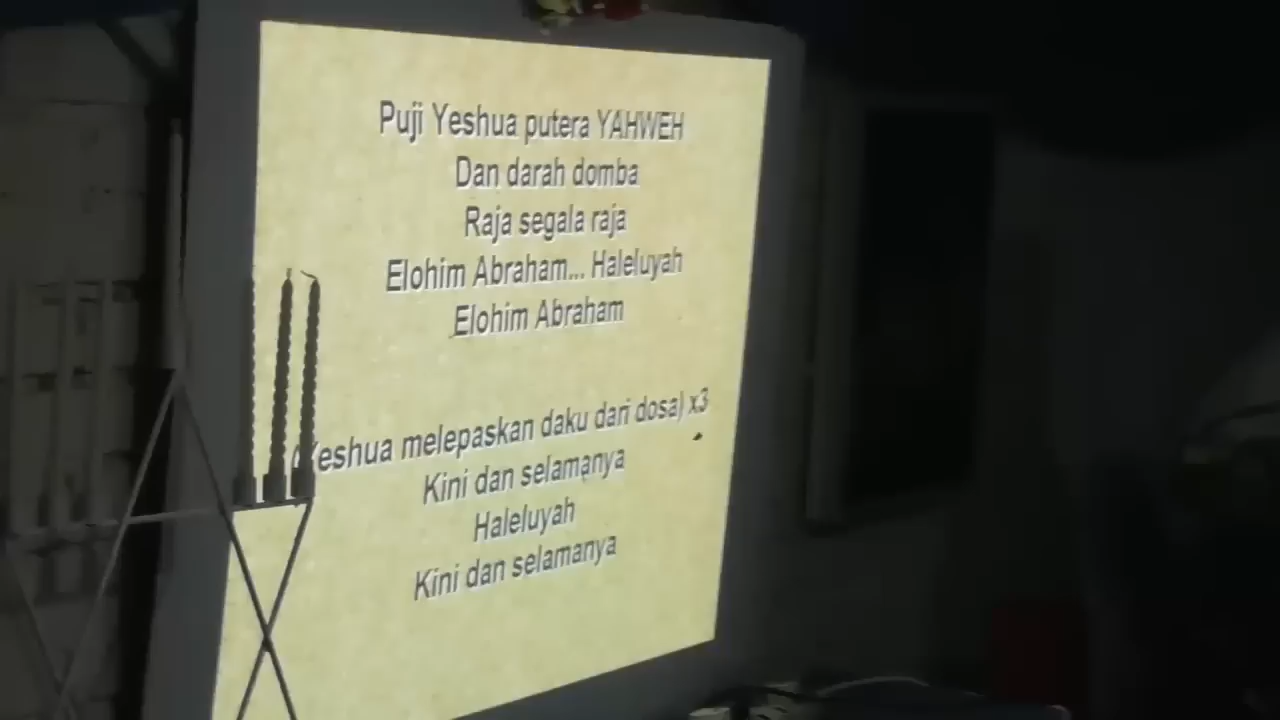 Puji Yeshua putera YAHWEH
Dan darah domba
Raja segala raja
Elohim Abraham... Haleluyah
Elohim Abraham
(Yeshua melepaskan daku dari dosa) x3
Kini dan selamanya
Haleluyah
Kini dan selamanya